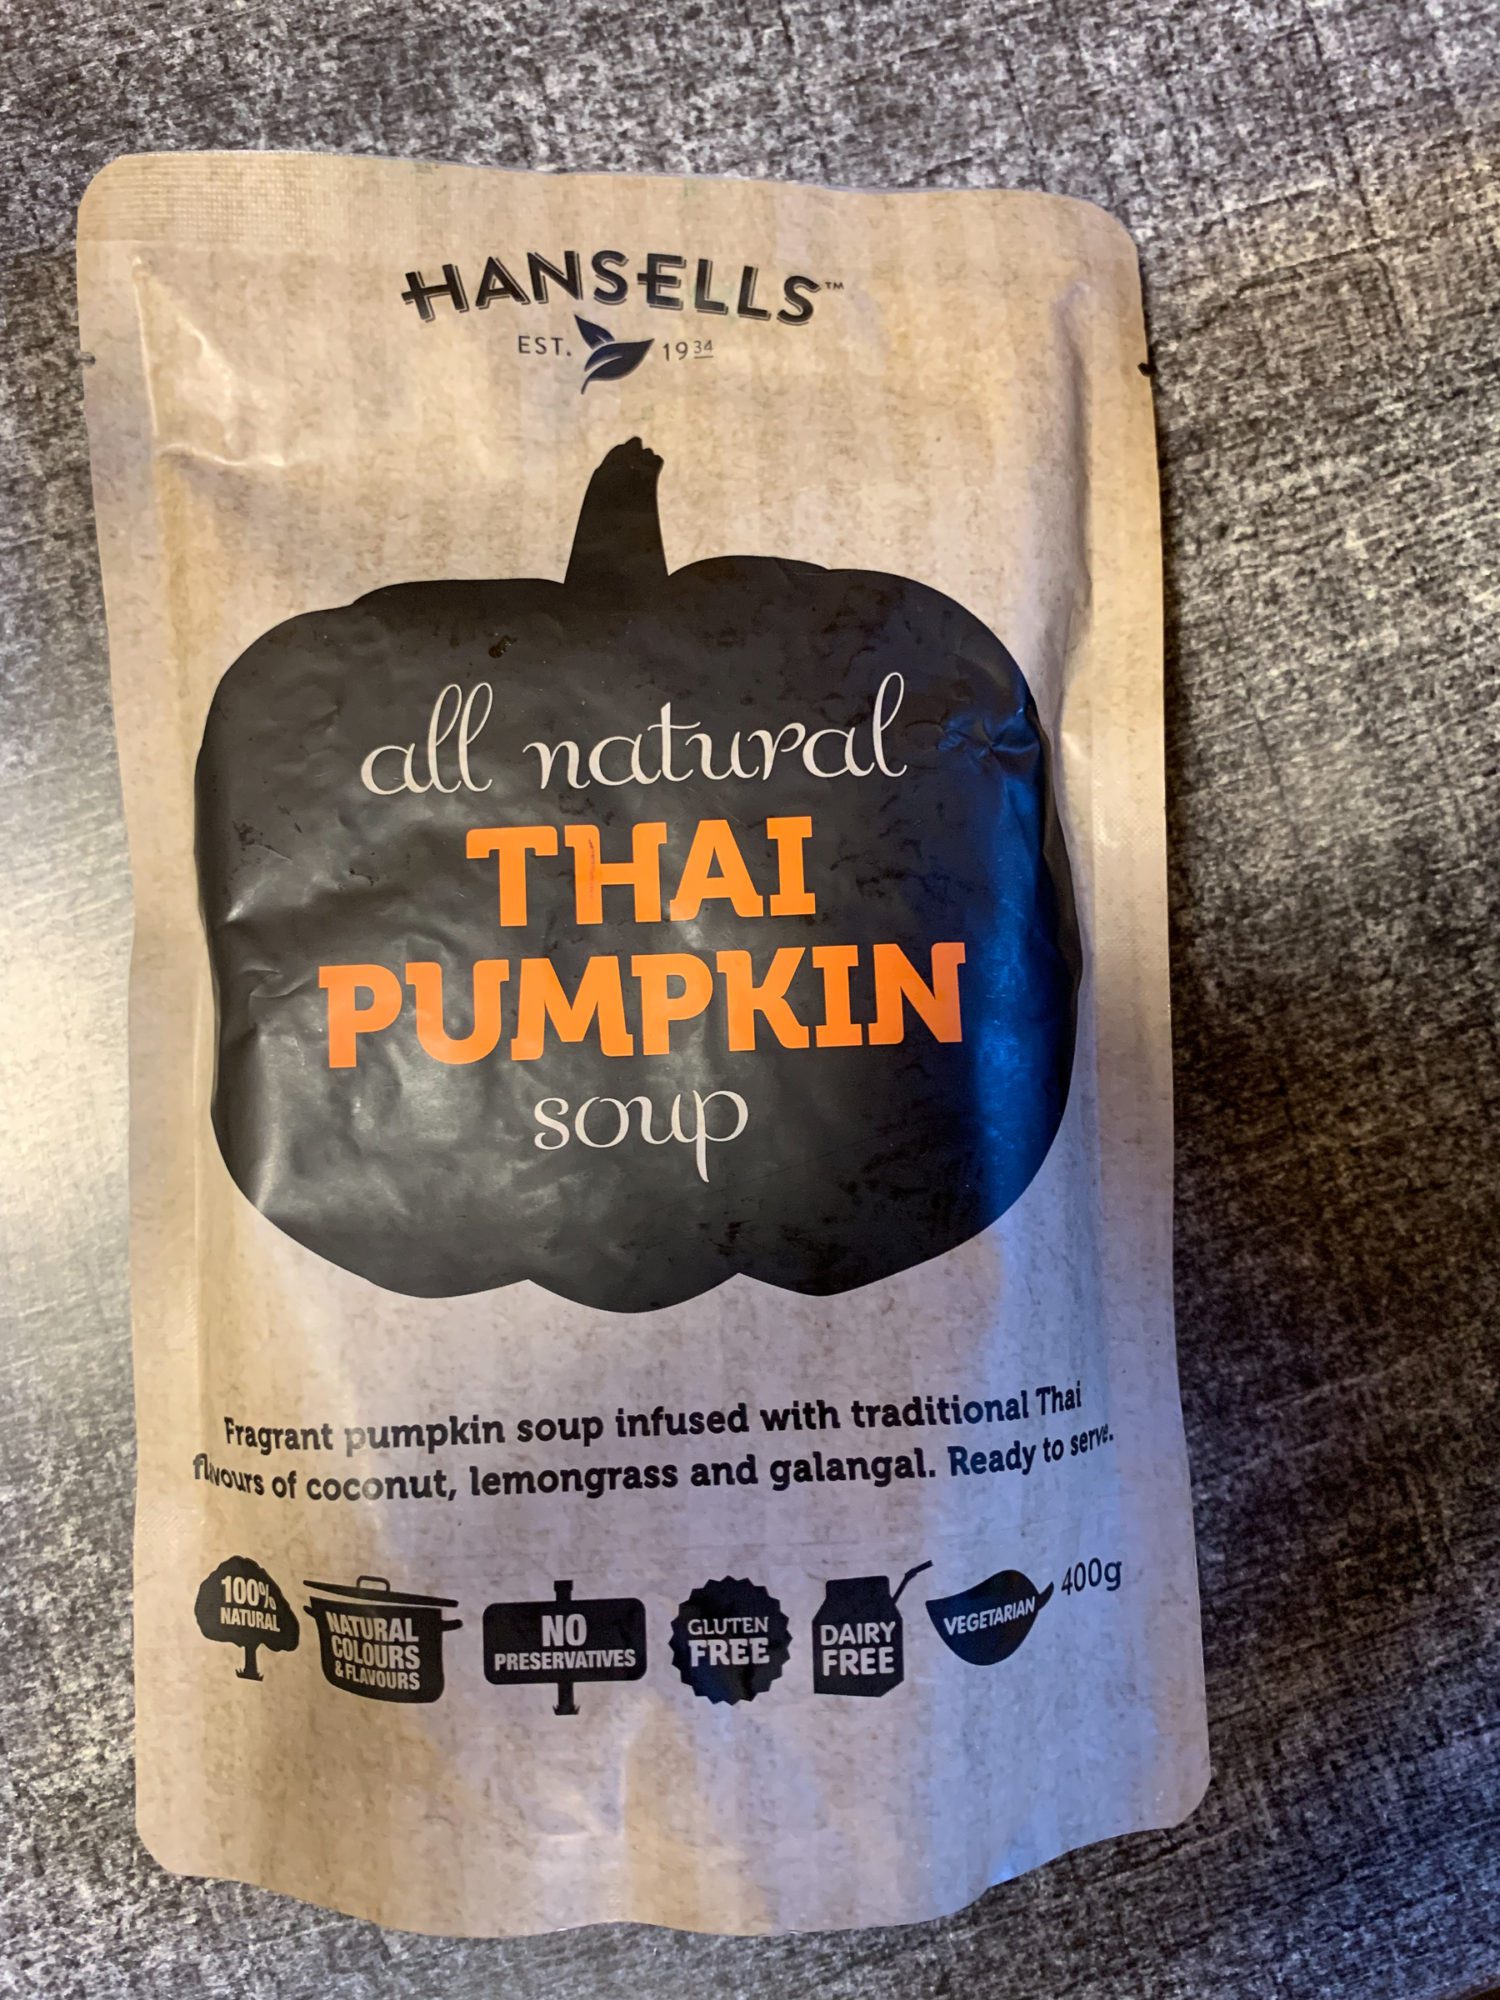 HANSELLS™
EST. 1934
all natural
THAI
PUMPKIN
soup
Fragrant pumpkin soup infused with traditional Thai
flavours of coconut, lemongrass and galangal. Ready to serve.
100%
NATURAL
NATURAL
COLOURS
& FLAVOURS
NO
PRESERVATIVES
GLUTEN
FREE
DAIRY
FREE
VEGETARIAN
400g